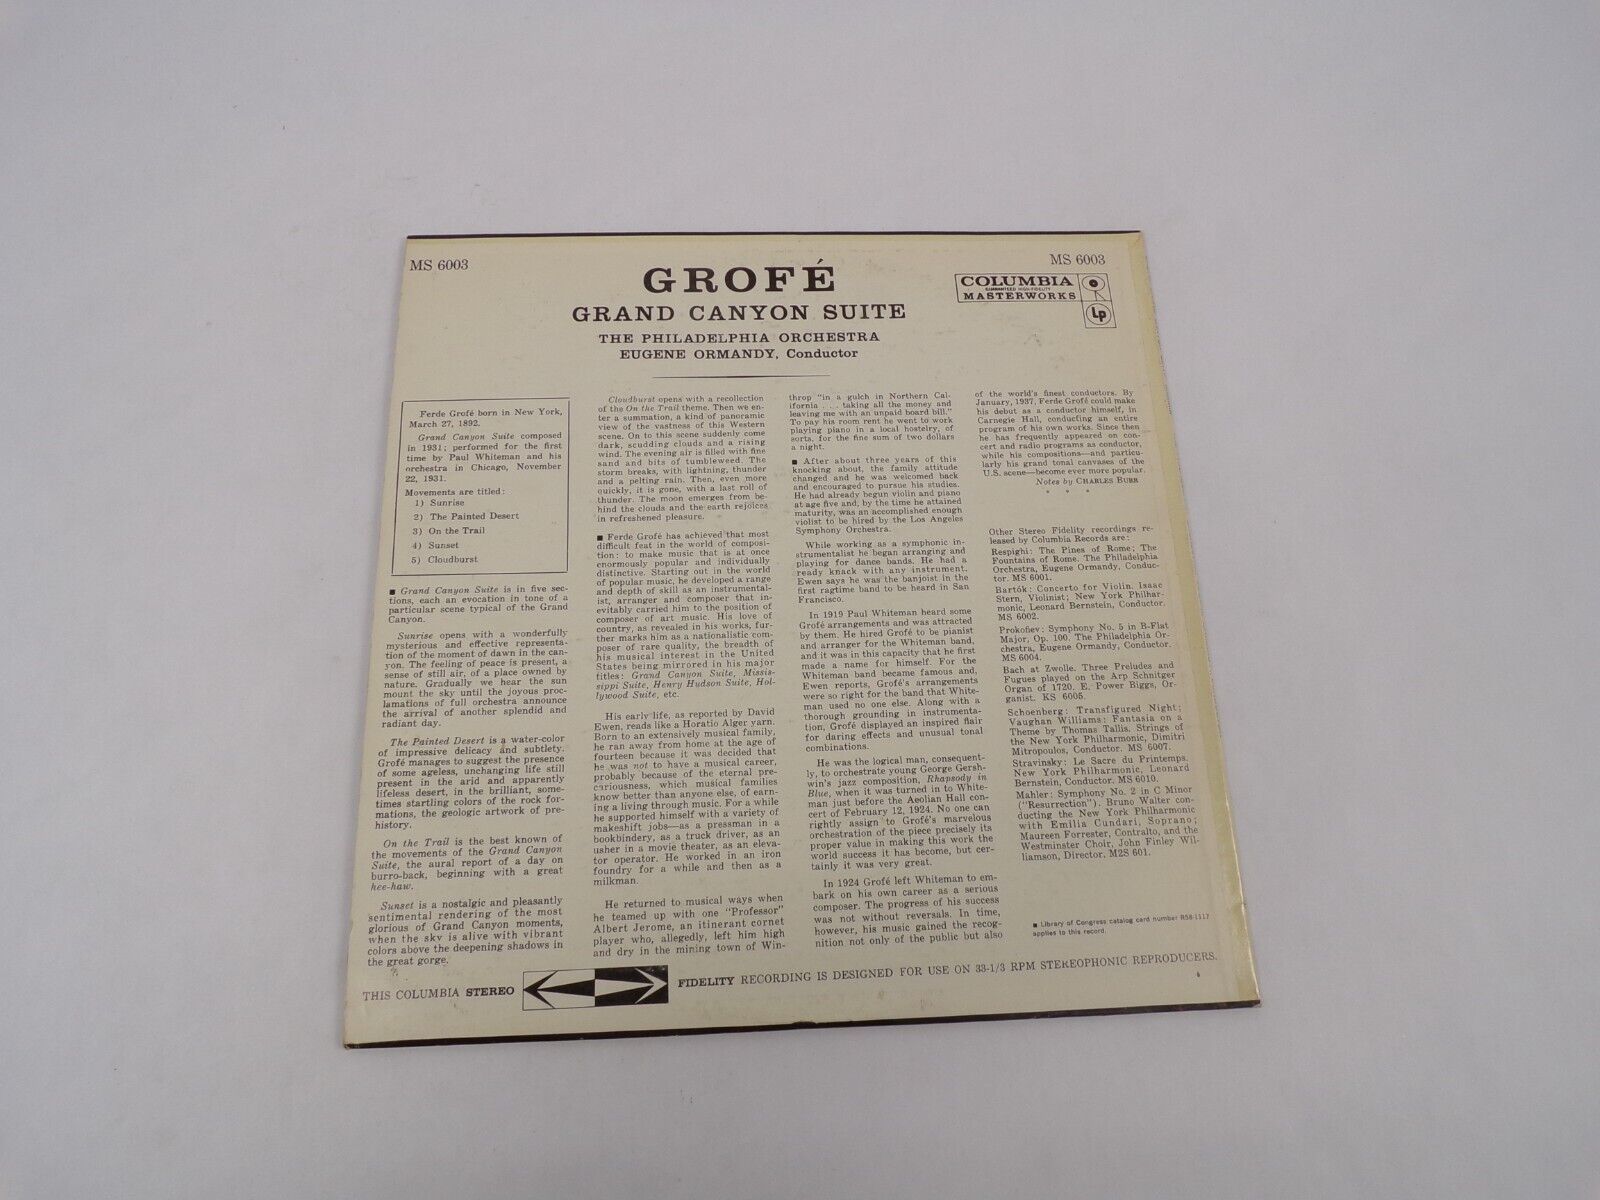 MS 6003
MS 6003
GROFÉ
GRAND CANYON SUITE
THE PHILADELPHIA ORCHESTRA
EUGENE ORMANDY, Conductor
COLUMBIA
GUARANTEED HIGH-FIDELITY
MASTERWORKS
Lp
Ferde Grofé born in New York,
March 27, 1892.
Grand Canyon Suite composed
in 1931; performed for the first
time by Paul Whiteman and his
orchestra in Chicago, November
22, 1931.
Movements are titled:
1) Sunrise
2) The Painted Desert
3) On the Trail
4) Sunset
5) Cloudburst
■ Grand Canyon Suite is in five sec-
tions, each an evocation in tone of a
particular scene typical of the Grand
Canyon.
Sunrise opens with a wonderfully
mysterious and effective representa-
tion of the moment of dawn in the can-
yon. The feeling of peace is present, a
sense of still air, of a place owned by
nature. Gradually we hear the sun
mount the sky until the joyous proc-
lamations of full orchestra announce
the arrival of another splendid and
radiant day.
The Painted Desert is a water-color
of impressive delicacy and subtlety.
Grofé manages to suggest the presence
of some ageless, unchanging life still
present in the arid and apparently
lifeless desert, in the brilliant, some-
times startling colors of the rock for-
mations, the geologic artwork of pre-
history.
On the Trail is the best known of
the movements of the Grand Canyon
Suite, the aural report of a day on
burro-back, beginning with a great
hee-haw.
Sunset is a nostalgic and pleasantly
sentimental rendering of the most
glorious of Grand Canyon moments,
when the sky is alive with vibrant
colors above the deepening shadows in
the great gorge.
Cloudburst opens with a recollection
of the On the Trail theme. Then we en-
ter a summation, a kind of panoramic
view of the vastness of this Western
scene. On to this scene suddenly come
dark, scudding clouds and a rising
wind. The evening air is filled with fine
sand and bits of tumbleweed. The
storm breaks, with lightning, thunder
and a pelting rain. Then, even more
quickly, it is gone, with a last roll of
thunder. The moon emerges from be-
hind the clouds and the earth rejoices
in refreshened pleasure.
■ Ferde Grofé has achieved that most
difficult feat in the world of composi-
tion: to make music that is at once
enormously popular and individually
distinctive. Starting out in the world
of popular music, he developed a range
and depth of skill as an instrumental-
ist, arranger and composer that in-
evitably carried him to the position of
composer of art music. His love of
country, as revealed in his works, fur-
ther marks him as a nationalistic com-
poser of rare quality, the breadth of
his musical interest in the United
States being mirrored in his major
titles: Grand Canyon Suite, Missis-
sippi Suite, Henry Hudson Suite, Hol-
lywood Suite, etc.
His early life, as reported by David
Ewen, reads like a Horatio Alger yarn.
Born to an extensively musical family,
he ran away from home at the age of
fourteen because it was decided that
he was not to have a musical career,
probably because of the eternal pre-
cariousness, which musical families
know better than anyone else, of earn-
ing a living through music. For a while
he supported himself with a variety of
makeshift jobs—as a pressman in a
bookbindery, as a truck driver, as an
usher in a movie theater, as an eleva-
tor operator. He worked in an iron
foundry for a while and then as a
milkman.
He returned to musical ways when
he teamed up with one "Professor"
Albert Jerome, an itinerant cornet
player who, allegedly, left him high
and dry in the mining town of Win-
throp "in a gulch in Northern Cal-
ifornia . . . . taking all the money and
leaving me with an unpaid board bill."
To pay his room rent he went to work
playing piano in a local hostelry, of
sorts, for the fine sum of two dollars
a night.
■ After about three years of this
knocking about, the family attitude
changed and he was welcomed back
and encouraged to pursue his studies.
He had already begun violin and piano
at age five and, by the time he attained
maturity, was an accomplished enough
violist to be hired by the Los Angeles
Symphony Orchestra.
While working as a symphonic in-
strumentalist he began arranging and
playing for dance bands. He had a
ready knack with any instrument.
Ewen says he was the banjoist in the
first ragtime band to be heard in San
Francisco.
In 1919 Paul Whiteman heard some
Grofé arrangements and was attracted
by them. He hired Grofé to be pianist
and arranger for the Whiteman band,
and it was in this capacity that he first
made a name for himself. For the
Whiteman band became famous and,
Ewen reports, Grofé's arrangements
were so right for the band that White-
man used no one else. Along with a
thorough grounding in instrumenta-
tion, Grofé displayed an inspired flair
for daring effects and unusual tonal
combinations.
He was the logical man, consequent-
ly, to orchestrate young George Gersh-
win's jazz composition, Rhapsody in
Blue, when it was turned in to White-
man just before the Aeolian Hall con-
cert of February 12, 1924. No one can
rightly assign to Grofé's marvelous
orchestration of the piece precisely its
proper value in making this work the
world success it has become, but cer-
tainly it was very great.
In 1924 Grofé left Whiteman to em-
bark on his own career as a serious
composer. The progress of his success
was not without reversals. In time,
however, his music gained the recog-
nition not only of the public but also
of the world's finest conductors. By
January, 1937, Ferde Grofé could make
his debut as a conductor himself, in
Carnegie Hall, conducting an entire
program of his own works. Since then
he has frequently appeared on con-
cert and radio programs as conductor,
while his compositions—and particu-
larly his grand tonal canvases of the
U.S. scene—become ever more popular.
Notes by CHARLES BURR
* * *
Other Stereo Fidelity recordings re-
leased by Columbia Records are:
Respighi: The Pines of Rome; The
Fountains of Rome. The Philadelphia
Orchestra, Eugene Ormandy, Conduc-
tor. MS 6001.
Bartók: Concerto for Violin. Isaac
Stern, Violinist; New York Philhar-
monic, Leonard Bernstein, Conductor.
MS 6002.
Prokofiev: Symphony No. 5 in B-Flat
Major, Op. 100. The Philadelphia Or-
chestra, Eugene Ormandy, Conductor.
MS 6004.
Bach at Zwolle. Three Preludes and
Fugues played on the Arp Schnitger
Organ of 1720. E. Power Biggs, Or-
ganist. KS 6005.
Schoenberg: Transfigured Night;
Vaughan Williams: Fantasia on a
Theme by Thomas Tallis. Strings of
the New York Philharmonic, Dimitri
Mitropoulos, Conductor. MS 6007.
Stravinsky: Le Sacre du Printemps.
New York Philharmonic, Leonard
Bernstein, Conductor. MS 6010.
Mahler: Symphony No. 2 in C Minor
("Resurrection"). Bruno Walter con-
ducting the New York Philharmonic
with Emilia Cundari, Soprano;
Maureen Forrester, Contralto, and the
Westminster Choir, John Finley Wil-
liamson, Director. M2S 601.
■ Library of Congress catalog card number R58-1117
applies to this record.
THIS COLUMBIA STEREO FIDELITY RECORDING IS DESIGNED FOR USE ON 33-1/3 RPM STEREOPHONIC REPRODUCERS.